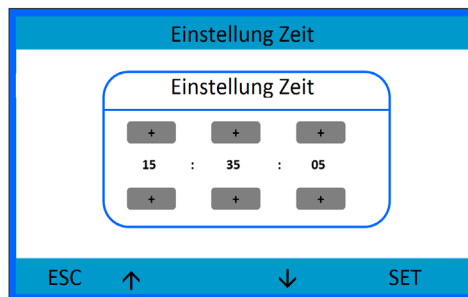 Einstellung Zeit
Einstellung Zeit
+ + +
15 : 35 : 05
+ + +
ESC ↑ ↓ SET